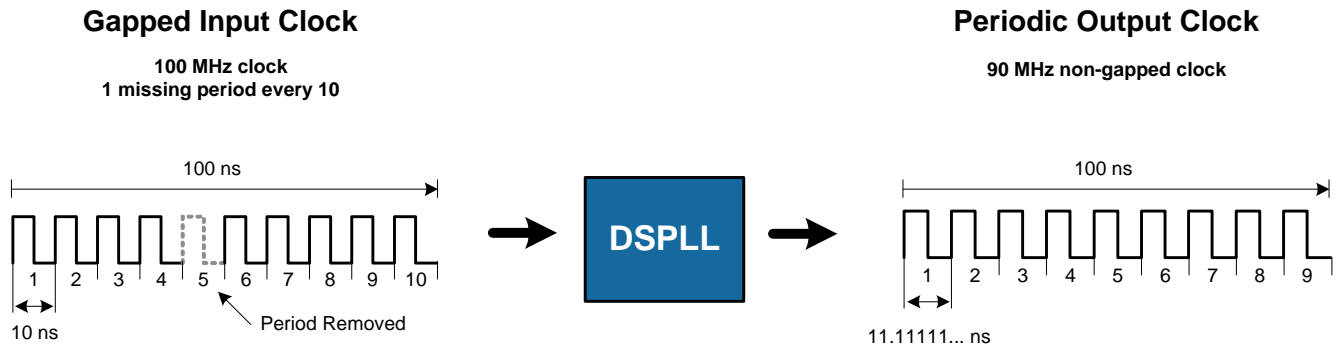 Gapped Input Clock
100 MHz clock
1 missing period every 10
100 ns
1 2 3 4 5 6 7 8 9 10
10 ns
Period Removed
DSPLL
Periodic Output Clock
90 MHz non-gapped clock
100 ns
1 2 3 4 5 6 7 8 9
11.11111... ns